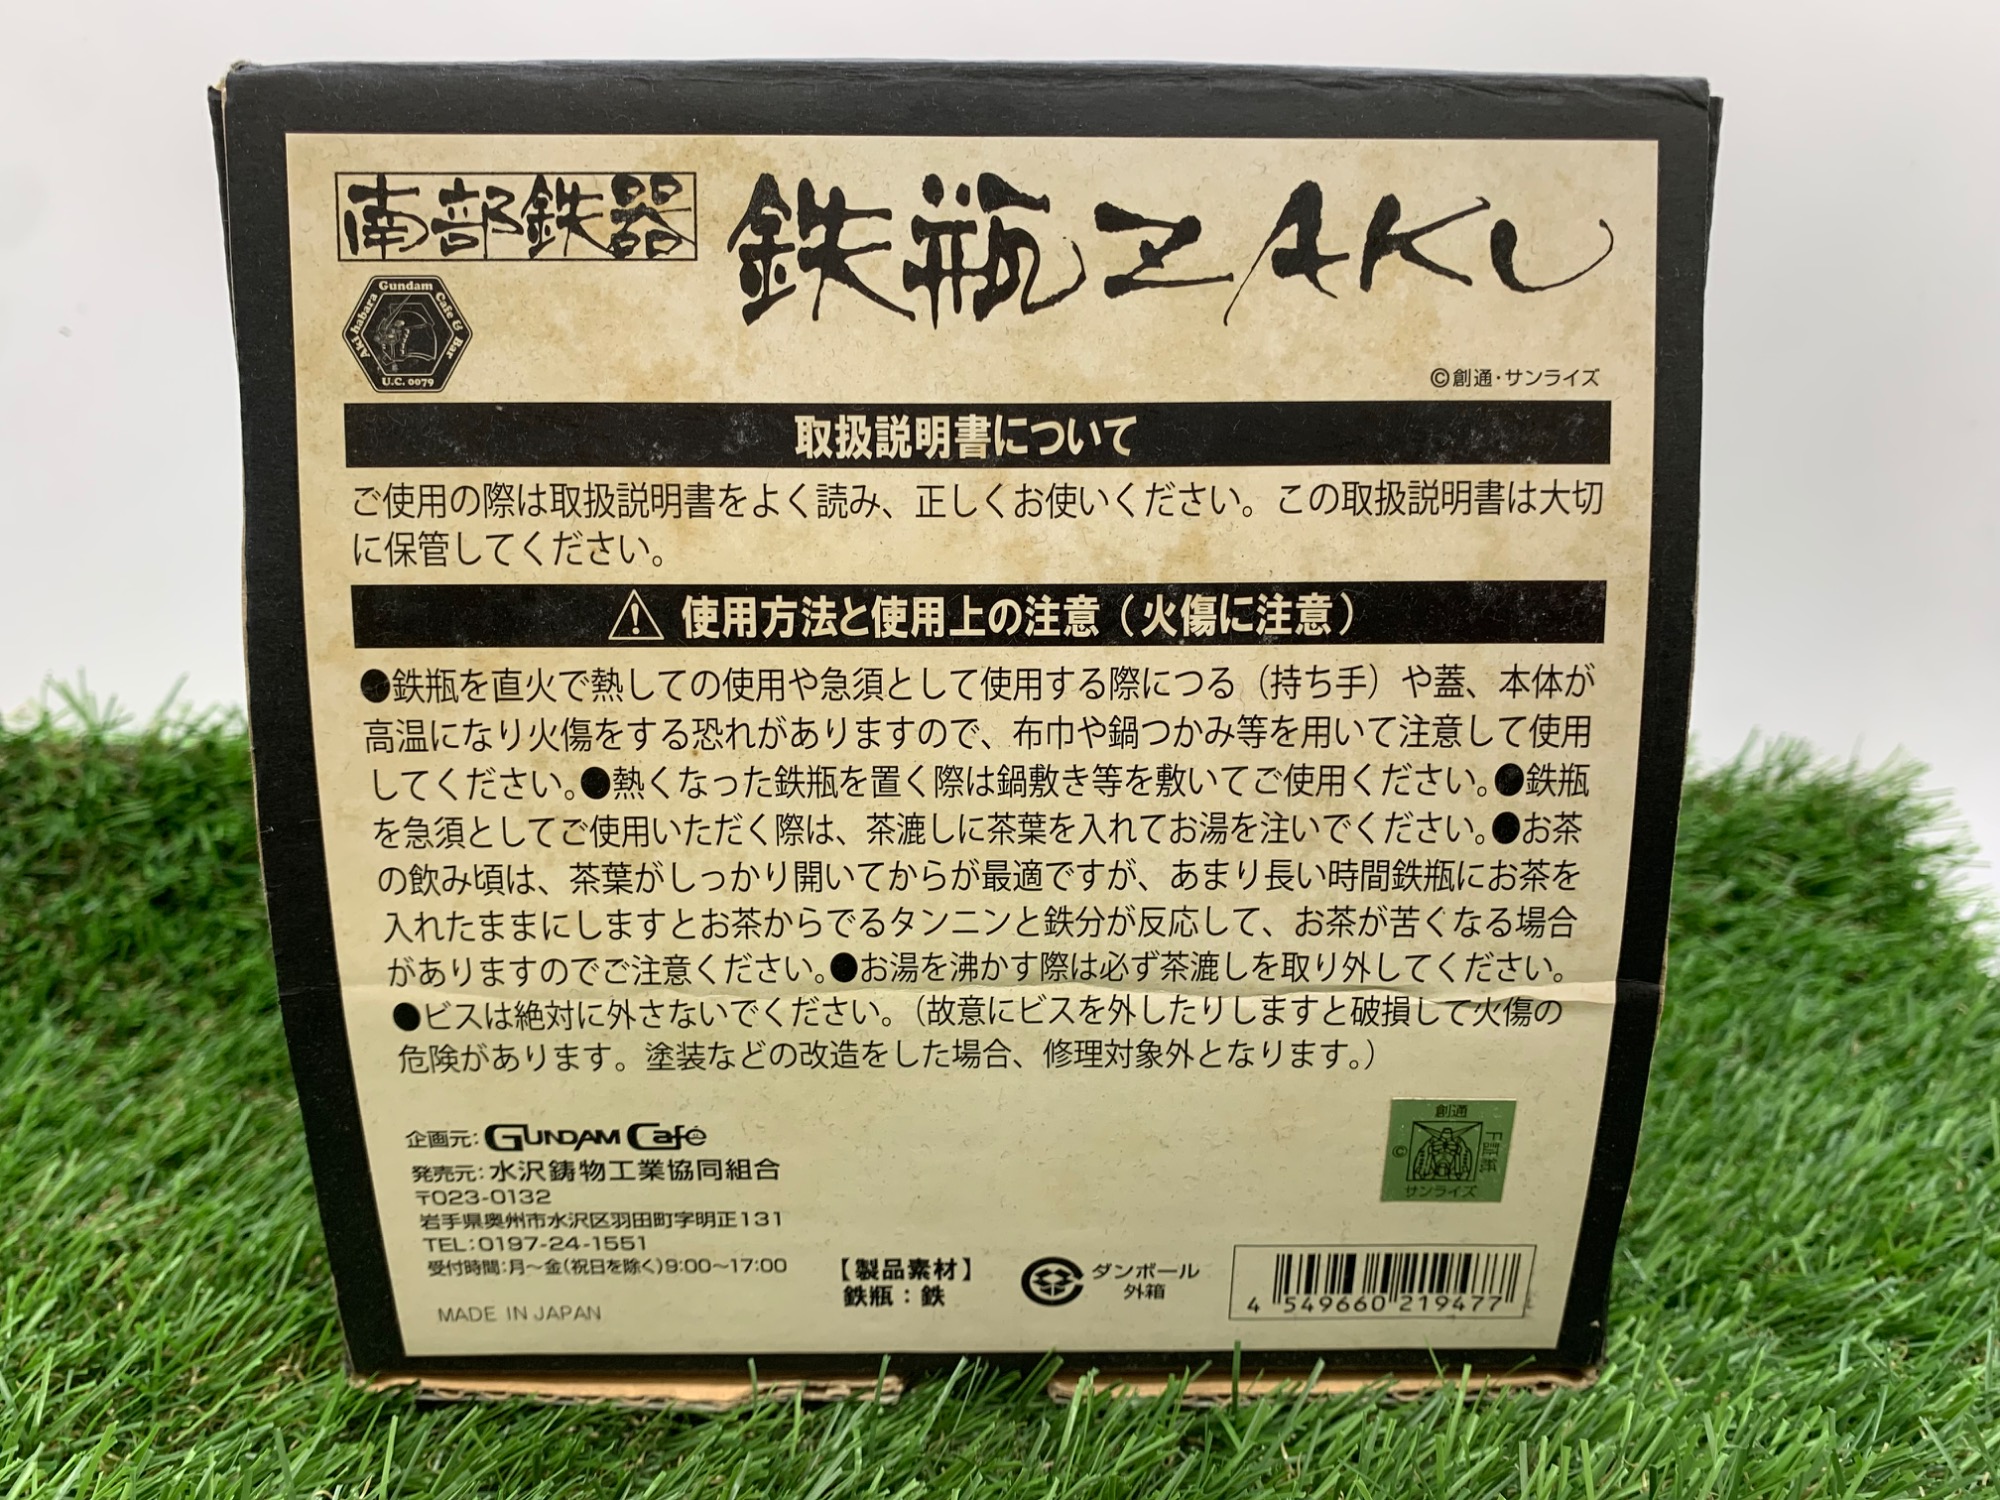 南部鉄器
鉄瓶ZAKU
Akihabara Gundam Cafe & Bar
U.C. 0079
©創通・サンライズ
取扱説明書について
ご使用の際は取扱説明書をよく読み、正しくお使いください。この取扱説明書は大切
に保管してください。
⚠ 使用方法と使用上の注意（火傷に注意）
●鉄瓶を直火で熱しての使用や急須として使用する際につる（持ち手）や蓋、本体が
高温になり火傷をする恐れがありますので、布巾や鍋つかみ等を用いて注意して使用
してください。●熱くなった鉄瓶を置く際は鍋敷き等を敷いてご使用ください。●鉄瓶
を急須としてご使用いただく際は、茶漉しに茶葉を入れてお湯を注いでください。●お茶
の飲み頃は、茶葉がしっかり開いてからが最適ですが、あまり長い時間鉄瓶にお茶を
入れたままにしますとお茶からでるタンニンと鉄分が反応して、お茶が苦くなる場合
がありますのでご注意ください。●お湯を沸かす際は必ず茶漉しを取り外してください。
●ビスは絶対に外さないでください。（故意にビスを外したりしますと破損して火傷の
危険があります。塗装などの改造をした場合、修理対象外となります。）
企画元：GUNDAM Café
発売元：水沢鋳物工業協同組合
〒023-0132
岩手県奥州市水沢区羽田町字明正131
TEL：0197-24-1551
受付時間：月〜金（祝日を除く）9:00〜17:00
MADE IN JAPAN
【製品素材】
鉄瓶：鉄
ダンボール
外箱
創通
©
F証紙
サンライズ
4 549660 219477